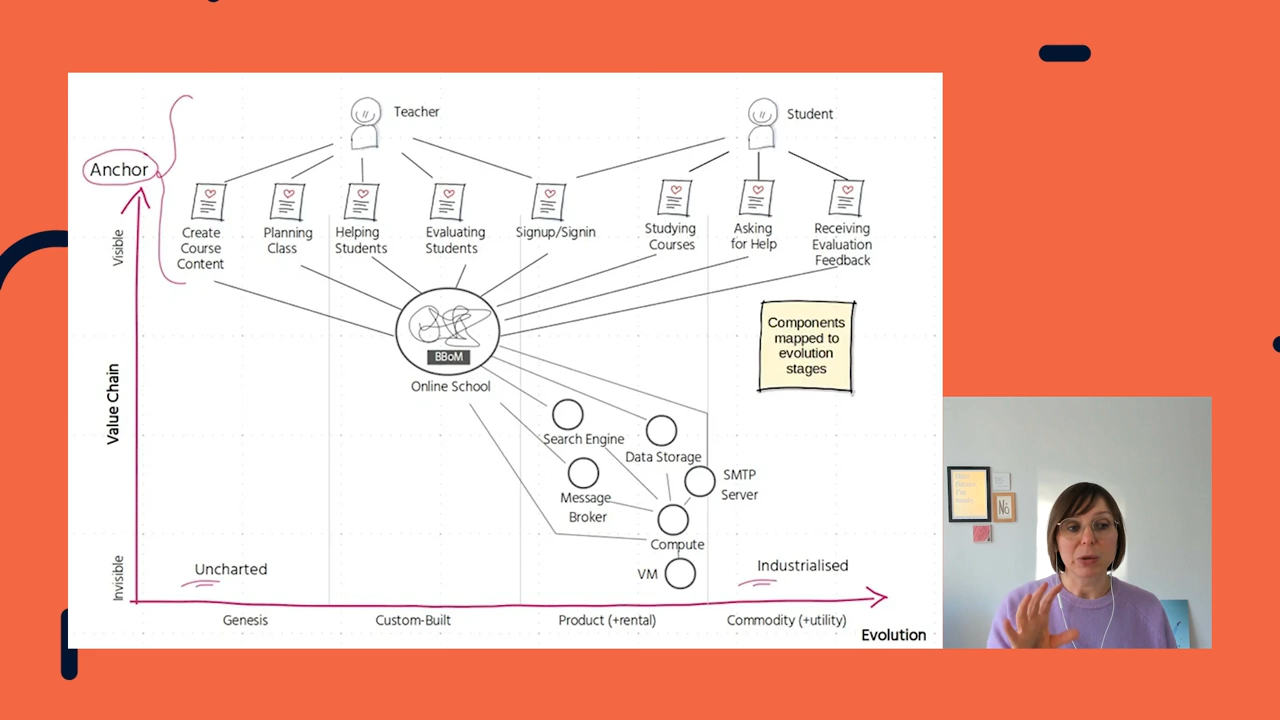 Teacher
Student
Anchor
Create
Course
Content
Planning
Class
Helping
Students
Evaluating
Students
Signup/Signin
Studying
Courses
Asking
for Help
Receiving
Evaluation
Feedback
Visible
Value Chain
Invisible
BBoM
Online School
Components
mapped to
evolution
stages
Search Engine
Data Storage
Message
Broker
SMTP
Server
Compute
VM
Uncharted
Industrialised
Genesis
Custom-Built
Product (+rental)
Commodity (+utility)
Evolution
No